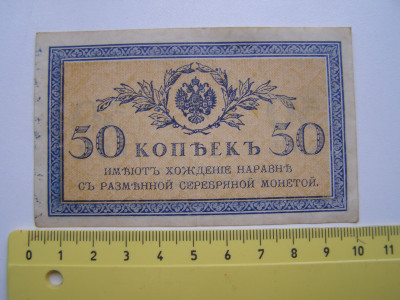 50 КОПѢЕКЪ 50
ИМѢЮТЪ ХОЖДЕНІЕ НАРАВНѢ
СЪ РАЗМѢННОЙ СЕРЕБРЯНОЙ МОНЕТОЙ.
0 1 2 3 4 5 6 7 8 9 10 11